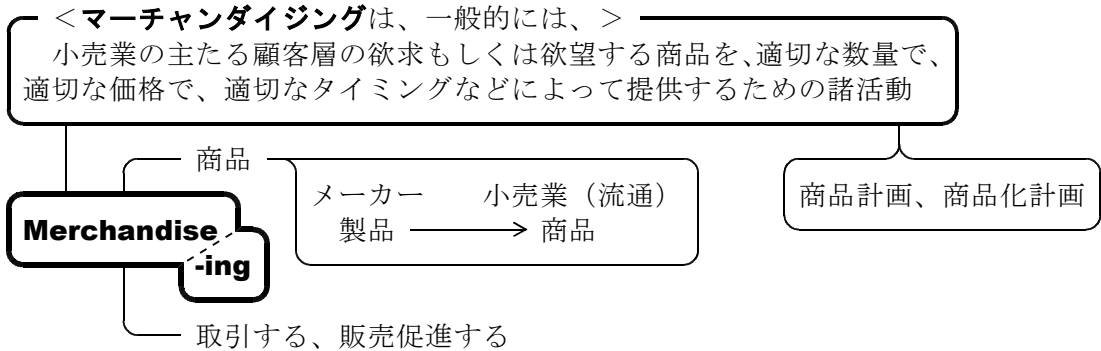 ＜マーチャンダイジングは、一般的には、＞
小売業の主たる顧客層の欲求もしくは欲望する商品を、適切な数量で、
適切な価格で、適切なタイミングなどによって提供するための諸活動
商品
メーカー　小売業（流通）
製品 → 商品
商品計画、商品化計画
Merchandise
-ing
取引する、販売促進する